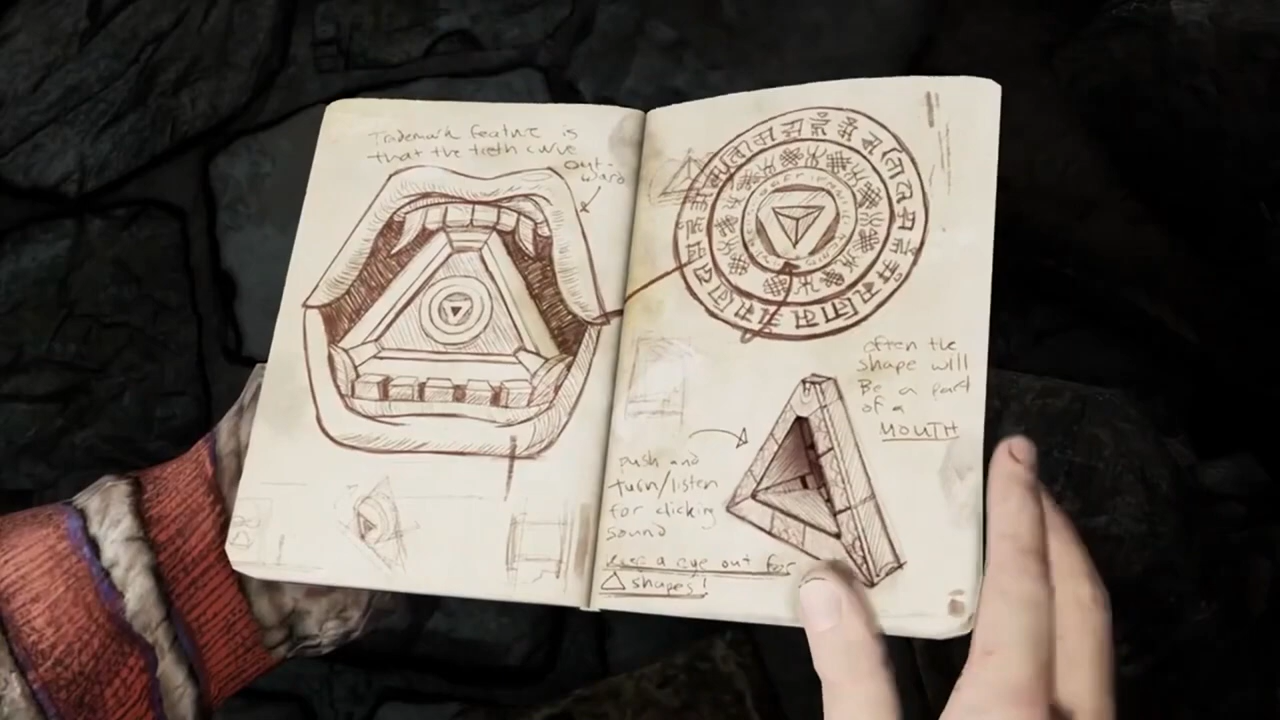 Trademark feature is
that the teeth curve
out-
ward
often the
shape will
Be a part
of a
MOUTH
push and
turn/listen
for clicking
sound
keep a eye out for
△ shapes!